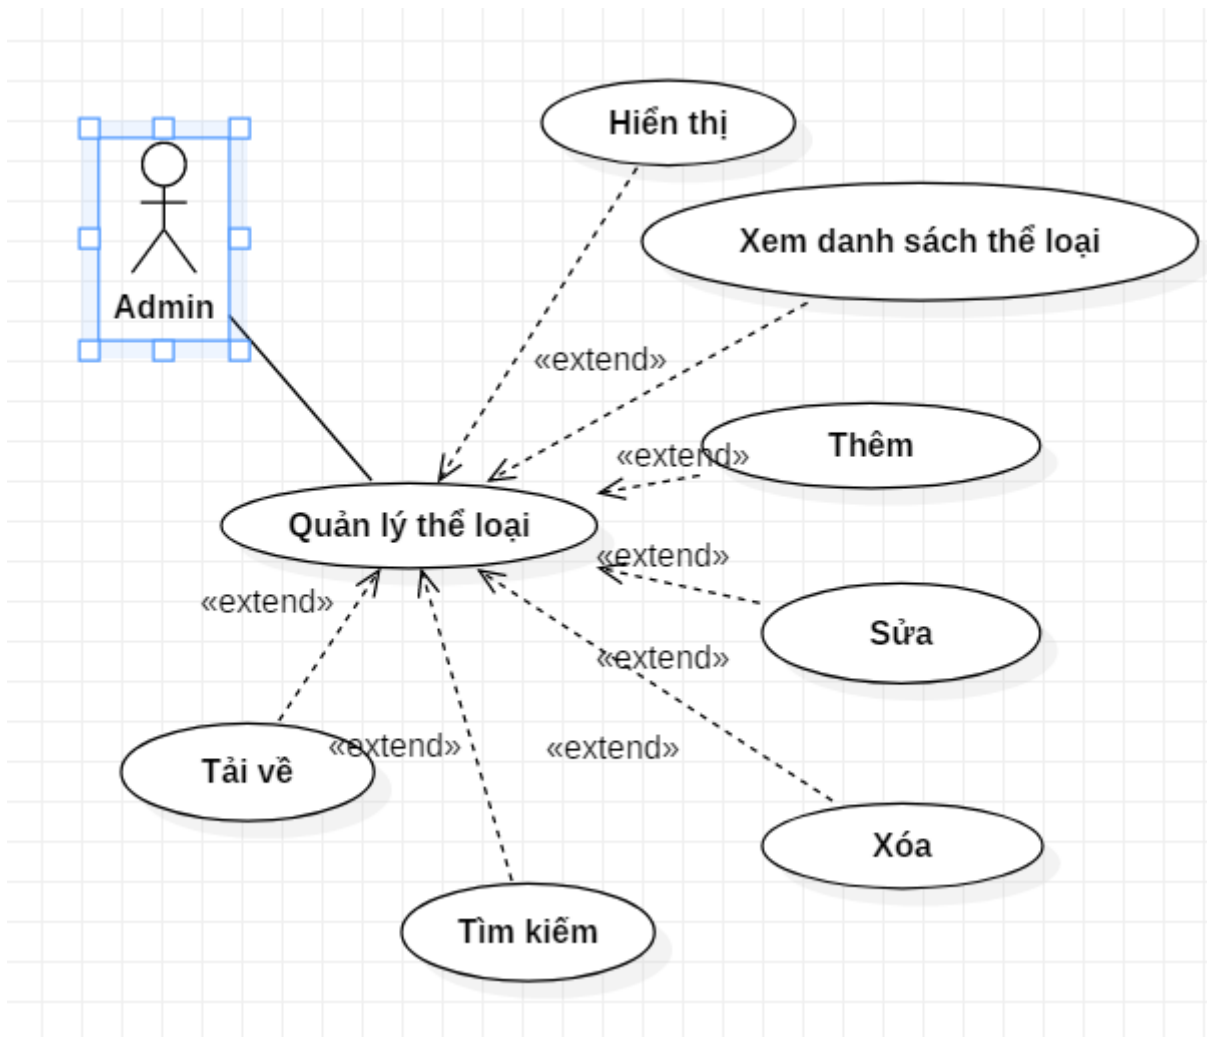 Hiển thị
Xem danh sách thể loại
Admin
«extend»
Thêm
«extend»
Quản lý thể loại
«extend»
«extend»
Sửa
«extend»
«extend»
«extend»
Tải về
Xóa
Tìm kiếm